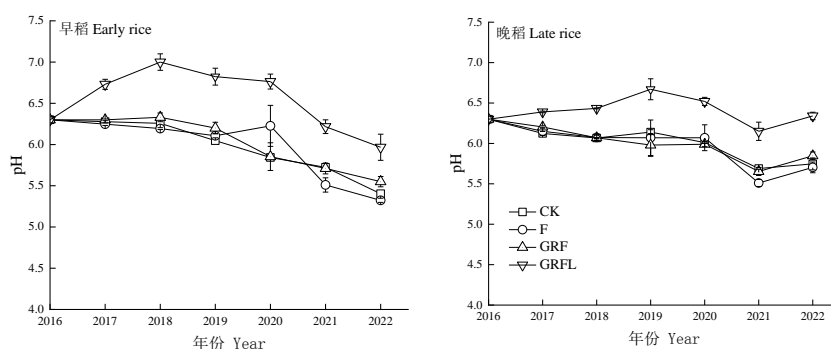 早稻 Early rice
7.5
7.0
6.5
6.0
5.5
5.0
4.5
4.0
pH
2016 2017 2018 2019 2020 2021 2022
年份 Year
晚稻 Late rice
7.5
7.0
6.5
6.0
5.5
5.0
4.5
4.0
pH
CK
F
GRF
GRFL
2016 2017 2018 2019 2020 2021 2022
年份 Year